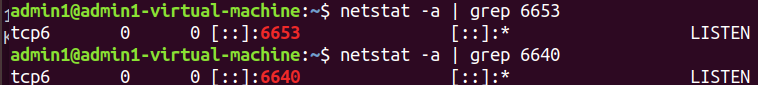 admin1@admin1-virtual-machine:~$ netstat -a | grep 6653
tcp6       0      0 [::]:6653               [::]:*                  LISTEN
admin1@admin1-virtual-machine:~$ netstat -a | grep 6640
tcp6       0      0 [::]:6640               [::]:*                  LISTEN